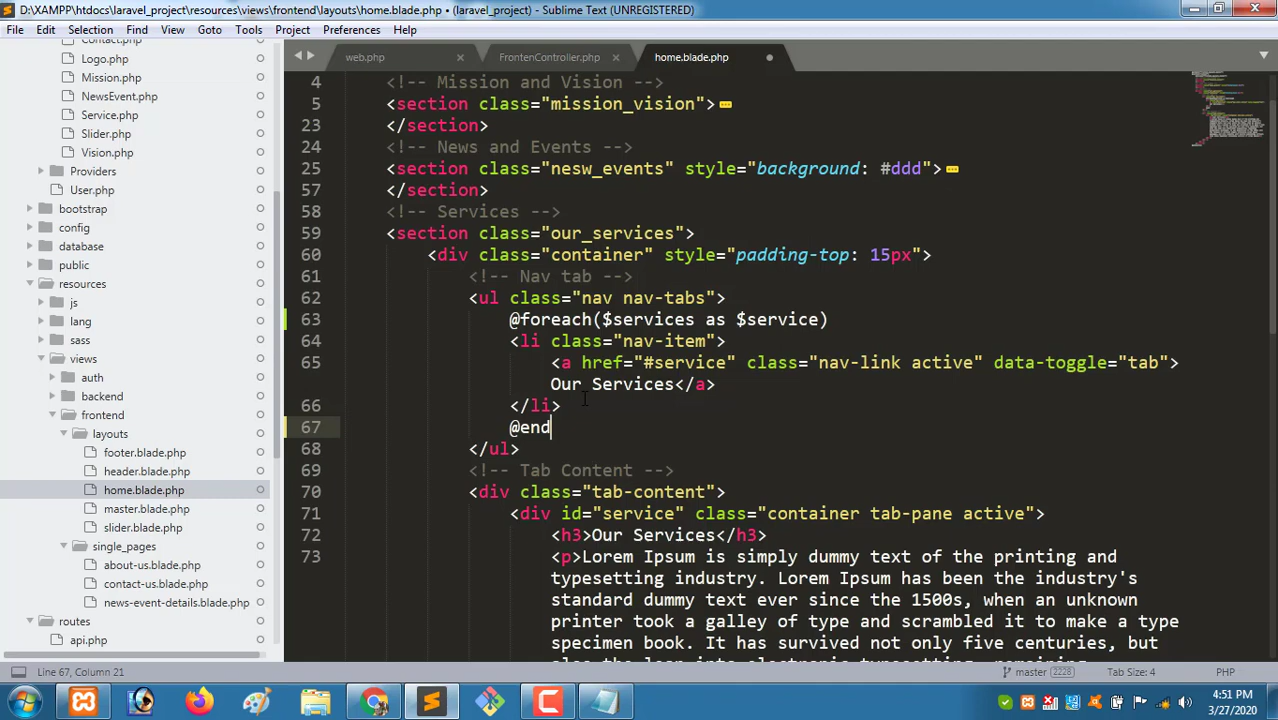 D:\XAMPP\htdocs\laravel_project\resources\views\frontend\layouts\home.blade.php • (laravel_project) - Sublime Text (UNREGISTERED)
File Edit Selection Find View Goto Tools Project Preferences Help
Contact.php
Logo.php
Mission.php
NewsEvent.php
Service.php
Slider.php
Vision.php
Providers
User.php
bootstrap
config
database
public
resources
js
lang
sass
views
auth
backend
frontend
layouts
footer.blade.php
header.blade.php
home.blade.php
master.blade.php
slider.blade.php
single_pages
about-us.blade.php
contact-us.blade.php
news-event-details.blade.php
routes
api.php
web.php FrontenController.php home.blade.php
4 <!-- Mission and Vision -->
5 <section class="mission_vision">
23 </section>
24 <!-- News and Events -->
25 <section class="nesw_events" style="background: #ddd">
57 </section>
58 <!-- Services -->
59 <section class="our_services">
60 <div class="container" style="padding-top: 15px">
61 <!-- Nav tab -->
62 <ul class="nav nav-tabs">
63 @foreach($services as $service)
64 <li class="nav-item">
65 <a href="#service" class="nav-link active" data-toggle="tab">
Our Services</a>
66 </li>
67 @end
68 </ul>
69 <!-- Tab Content -->
70 <div class="tab-content">
71 <div id="service" class="container tab-pane active">
72 <h3>Our Services</h3>
73 <p>Lorem Ipsum is simply dummy text of the printing and
typesetting industry. Lorem Ipsum has been the industry's
standard dummy text ever since the 1500s, when an unknown
printer took a galley of type and scrambled it to make a type
specimen book. It has survived not only five centuries, but
also the leap into electronic typesetting, remaining
Line 67, Column 21 master 2228 Tab Size: 4 PHP
4:51 PM
3/27/2020